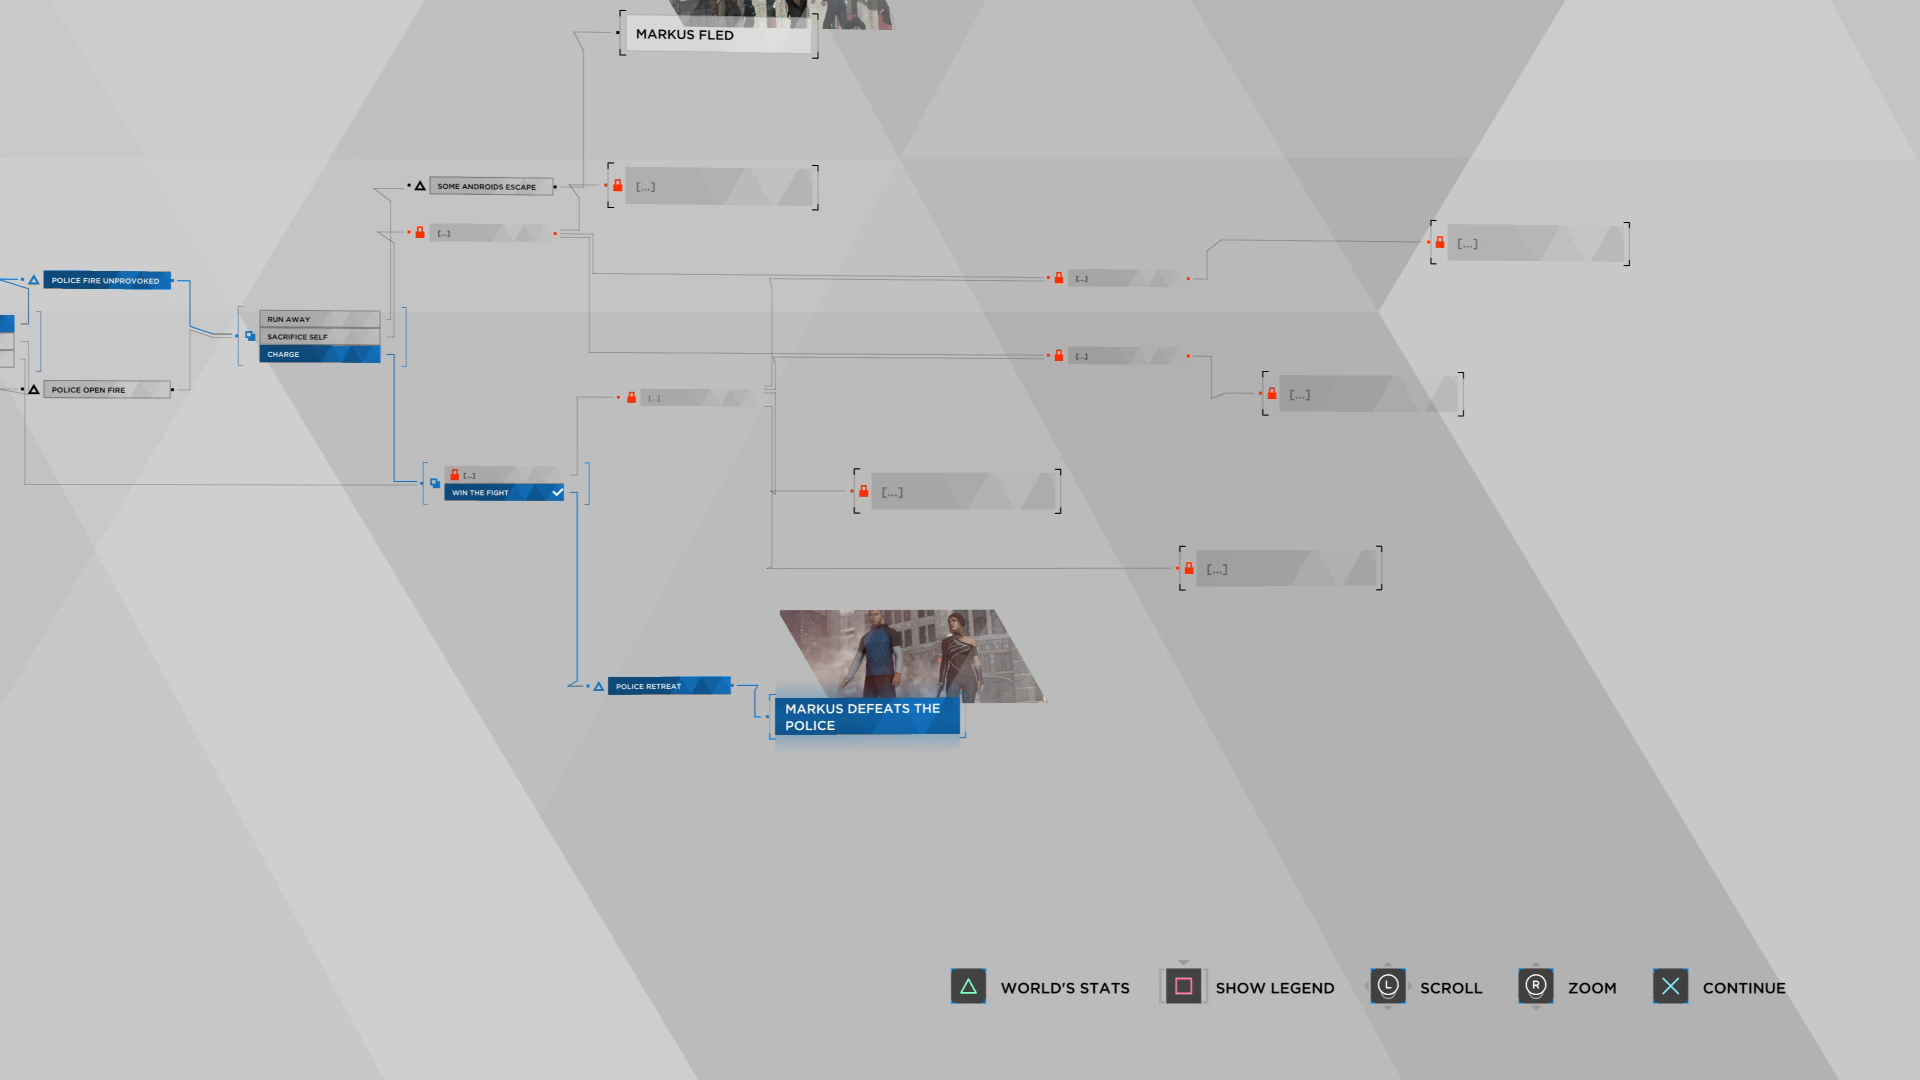 MARKUS FLED
SOME ANDROIDS ESCAPE
[...]
[...]
[...]
POLICE FIRE UNPROVOKED
[...]
RUN AWAY
SACRIFICE SELF
CHARGE
[...]
POLICE OPEN FIRE
[...]
[...]
[...]
WIN THE FIGHT
[...]
[...]
POLICE RETREAT
MARKUS DEFEATS THE
POLICE
WORLD'S STATS
SHOW LEGEND
L
SCROLL
R
ZOOM
CONTINUE